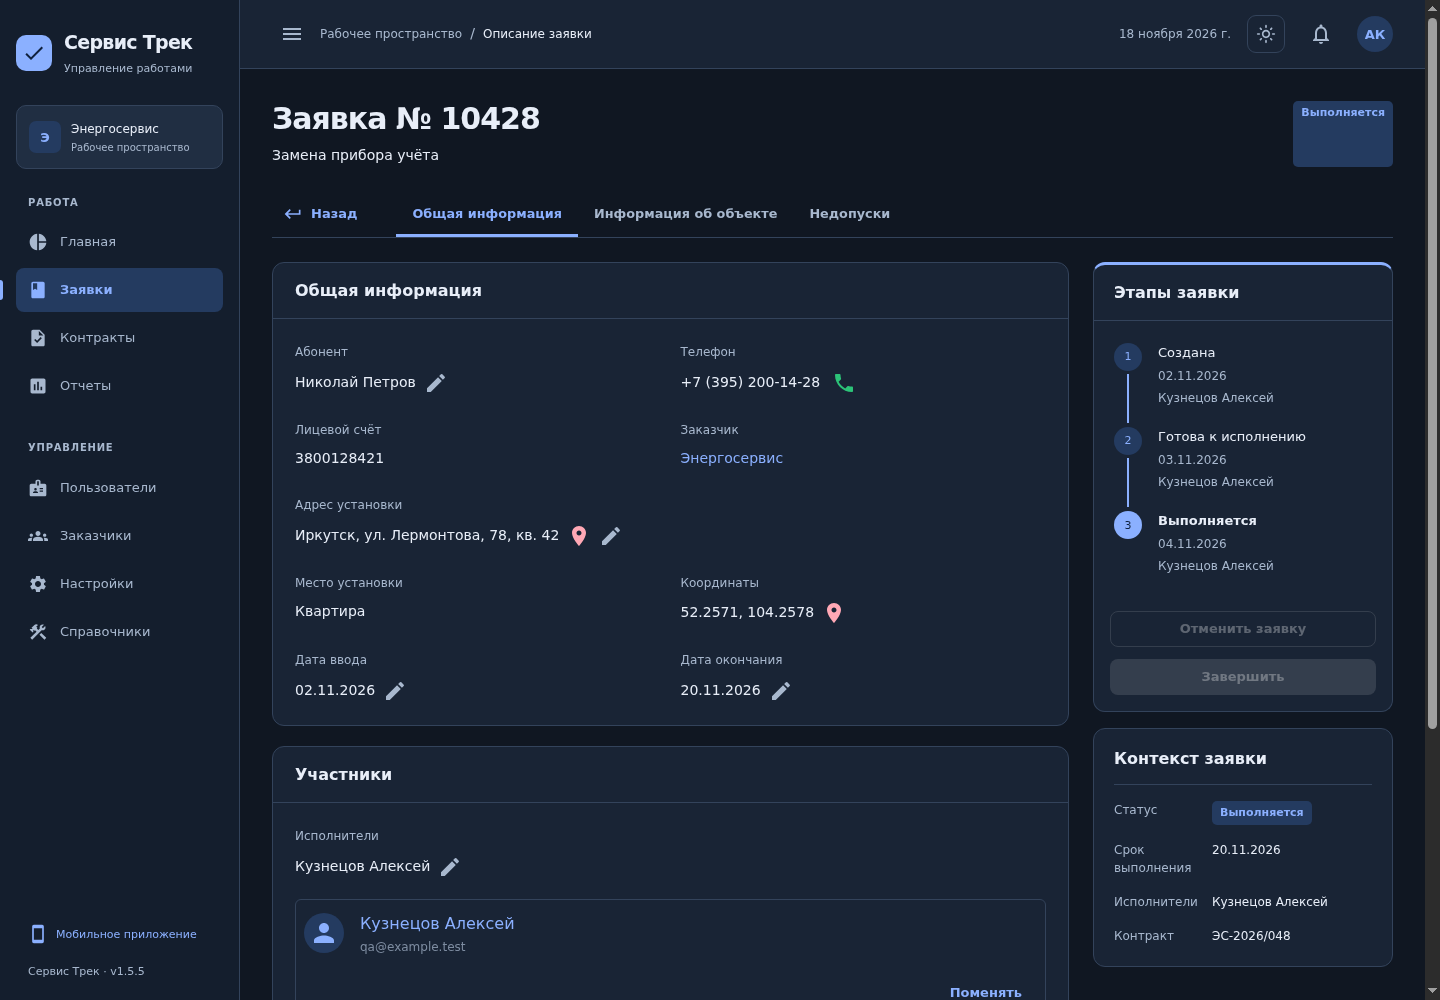 Сервис Трек
Управление работами
Э
Энергосервис
Рабочее пространство
РАБОТА
Главная
Заявки
Контракты
Отчеты
УПРАВЛЕНИЕ
Пользователи
Заказчики
Настройки
Справочники
Мобильное приложение
Сервис Трек · v1.5.5
Рабочее пространство / Описание заявки
18 ноября 2026 г.
АК
Заявка № 10428
Замена прибора учёта
Выполняется
Назад
Общая информация
Информация об объекте
Недопуски
Общая информация
Абонент
Николай Петров
Телефон
+7 (395) 200-14-28
Лицевой счёт
3800128421
Заказчик
Энергосервис
Адрес установки
Иркутск, ул. Лермонтова, 78, кв. 42
Место установки
Квартира
Координаты
52.2571, 104.2578
Дата ввода
02.11.2026
Дата окончания
20.11.2026
Участники
Исполнители
Кузнецов Алексей
Кузнецов Алексей
qa@example.test
Поменять
Этапы заявки
1
Создана
02.11.2026
Кузнецов Алексей
2
Готова к исполнению
03.11.2026
Кузнецов Алексей
3
Выполняется
04.11.2026
Кузнецов Алексей
Отменить заявку
Завершить
Контекст заявки
Статус
Выполняется
Срок
выполнения
20.11.2026
Исполнители
Кузнецов Алексей
Контракт
ЭС-2026/048